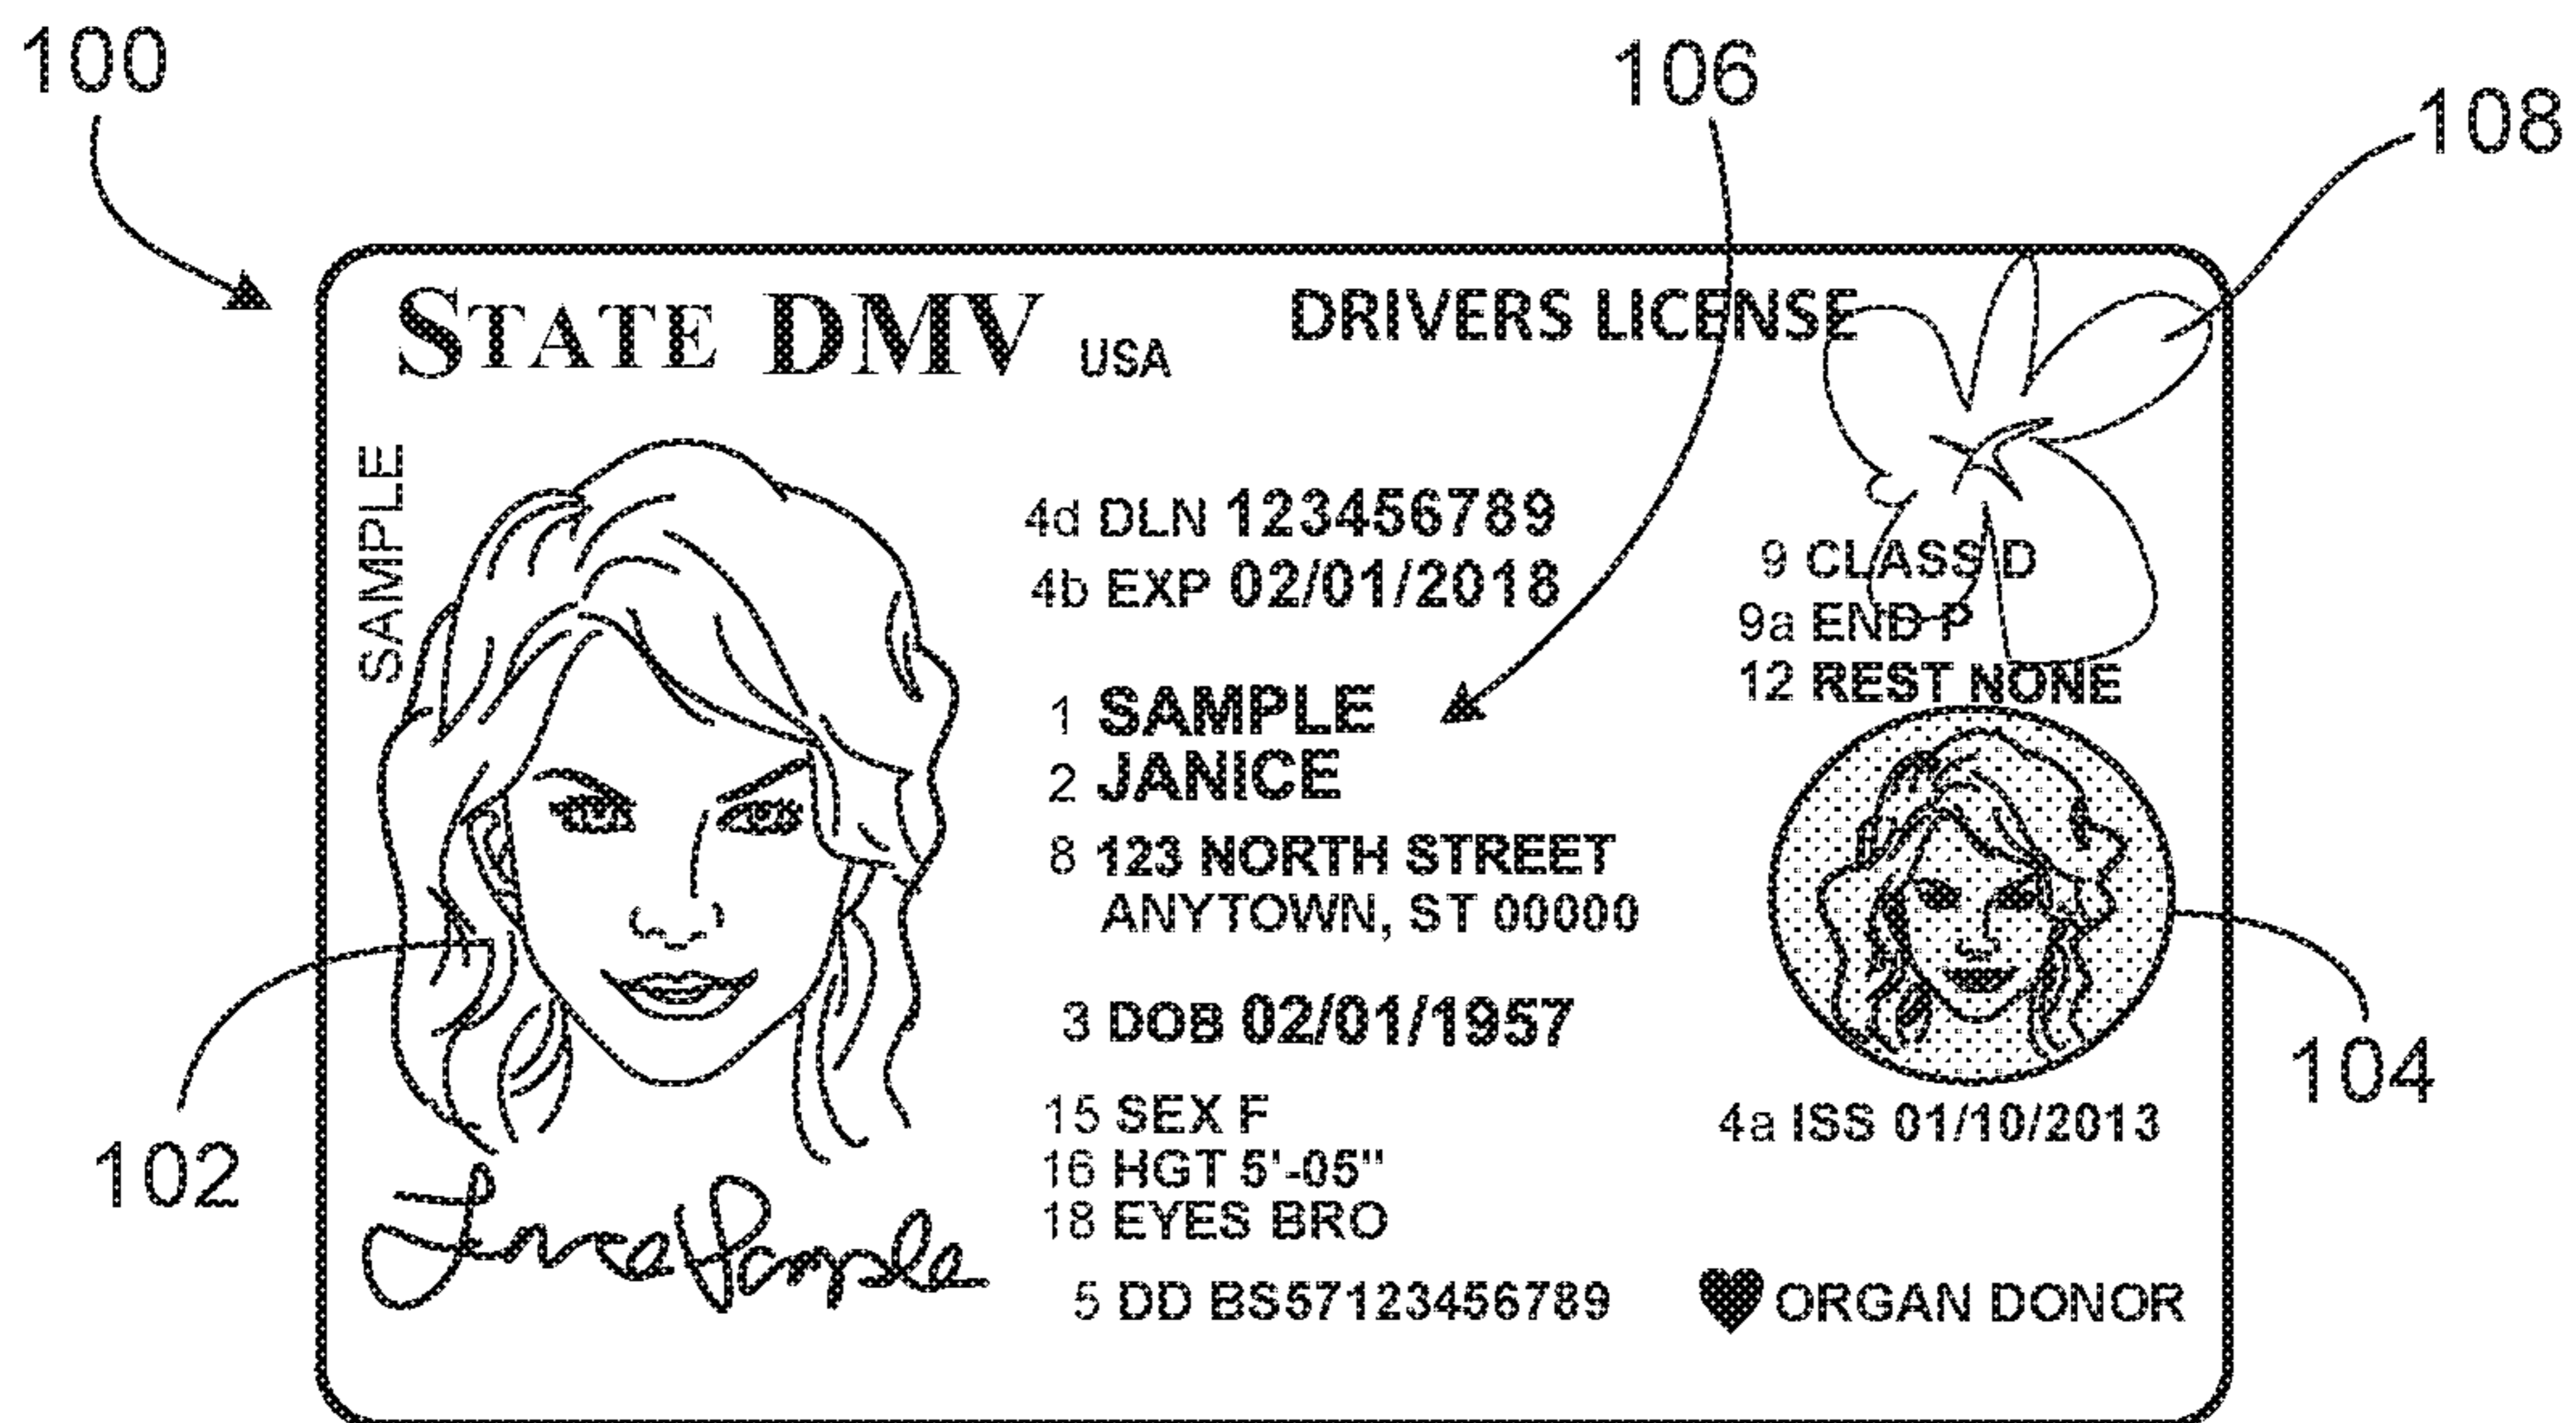 100
106
108
STATE DMV USA
DRIVERS LICENSE
SAMPLE
4d DLN 123456789
4b EXP 02/01/2018
9 CLASS D
9a END P
12 REST NONE
1 SAMPLE
2 JANICE
8 123 NORTH STREET
ANYTOWN, ST 00000
3 DOB 02/01/1957
104
102
15 SEX F
16 HGT 5'-05"
18 EYES BRO
4a ISS 01/10/2013
5 DD BS57123456789
ORGAN DONOR